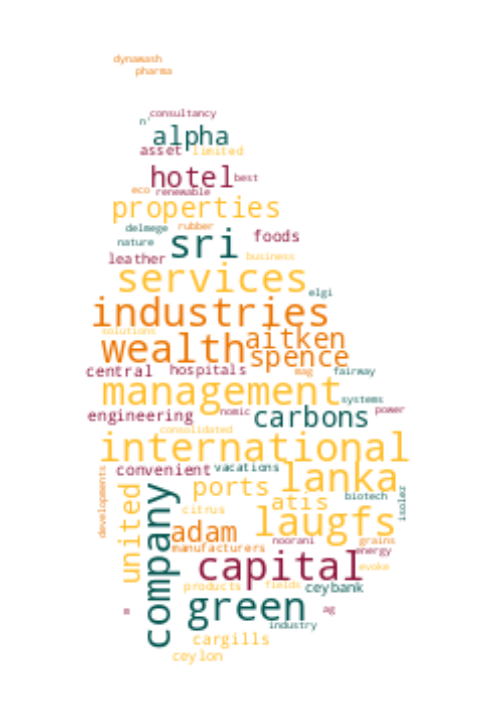 dynawash
pharma
consultancy
n'
alpha
asset limited
hotel best
eco renewable
properties
delmege rubber
nature sri foods
leather business
services
elgi
industries
solutions aitken
wealth spence
central hospitals mag fairway
management systems
engineering nomic carbons power
consolidated
international
convenient vacations lanka
developments united company ports atis biotech isolez
citrus laugfs
adam
manufacturers noorani grains
energy
capital evoke
products fields ceybank
m green ag
industry
cargills
ceylon